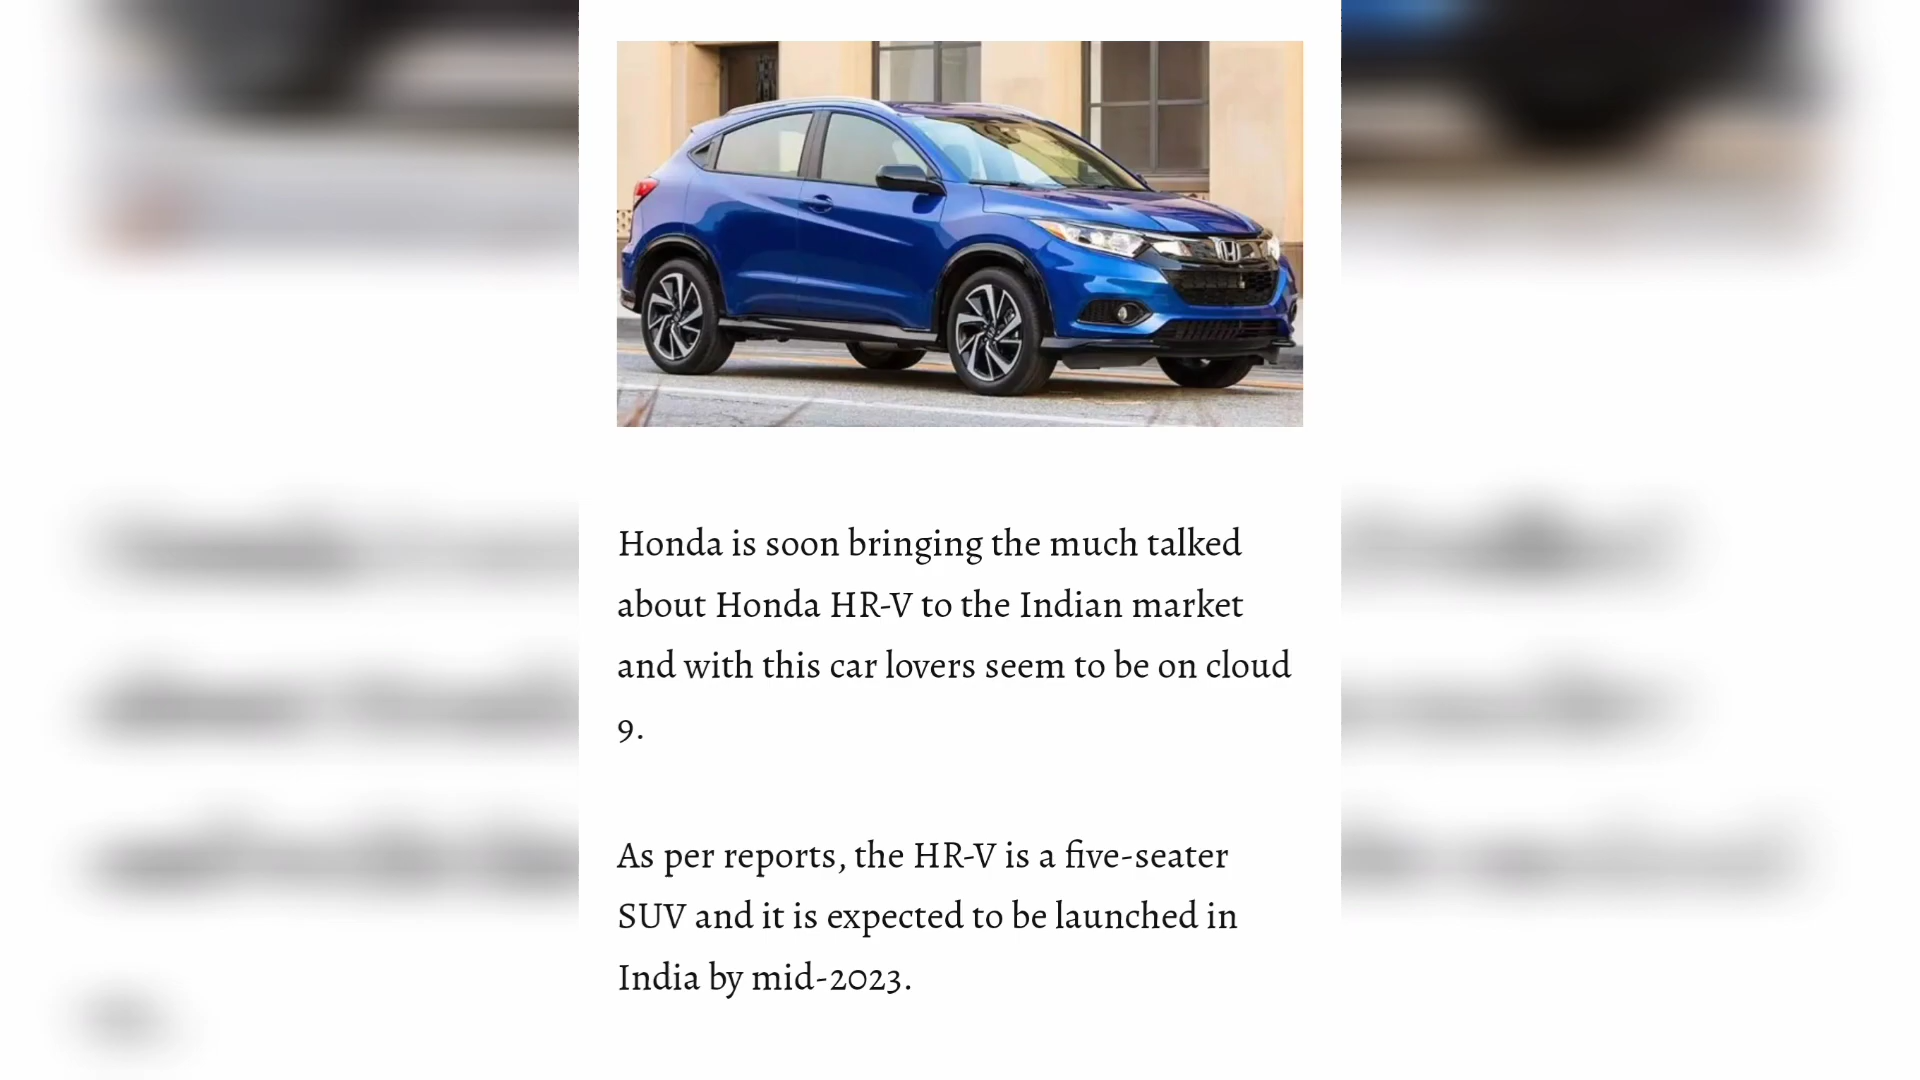 Honda is soon bringing the much talked
about Honda HR-V to the Indian market
and with this car lovers seem to be on cloud
9.
As per reports, the HR-V is a five-seater
SUV and it is expected to be launched in
India by mid-2023.